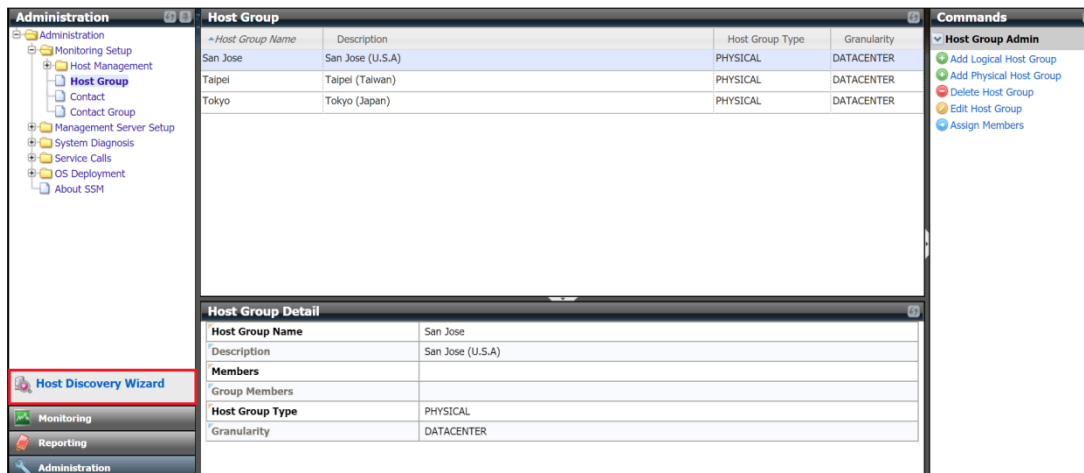 Administration
Administration
Monitoring Setup
Host Management
Host Group
Contact
Contact Group
Management Server Setup
System Diagnosis
Service Calls
OS Deployment
About SSM
Host Discovery Wizard
Monitoring
Reporting
Administration
Host Group
Host Group Name Description Host Group Type Granularity
San Jose San Jose (U.S.A) PHYSICAL DATACENTER
Taipei Taipei (Taiwan) PHYSICAL DATACENTER
Tokyo Tokyo (Japan) PHYSICAL DATACENTER
Host Group Detail
Host Group Name San Jose
Description San Jose (U.S.A)
Members
Group Members
Host Group Type PHYSICAL
Granularity DATACENTER
Commands
Host Group Admin
Add Logical Host Group
Add Physical Host Group
Delete Host Group
Edit Host Group
Assign Members